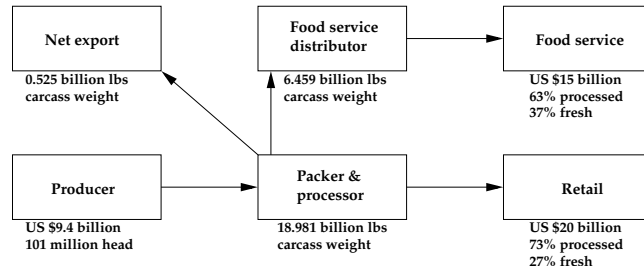 Net export
0.525 billion lbs
carcass weight
Food service
distributor
6.459 billion lbs
carcass weight
Food service
US $15 billion
63% processed
37% fresh
Producer
US $9.4 billion
101 million head
Packer &
processor
18.981 billion lbs
carcass weight
Retail
US $20 billion
73% processed
27% fresh